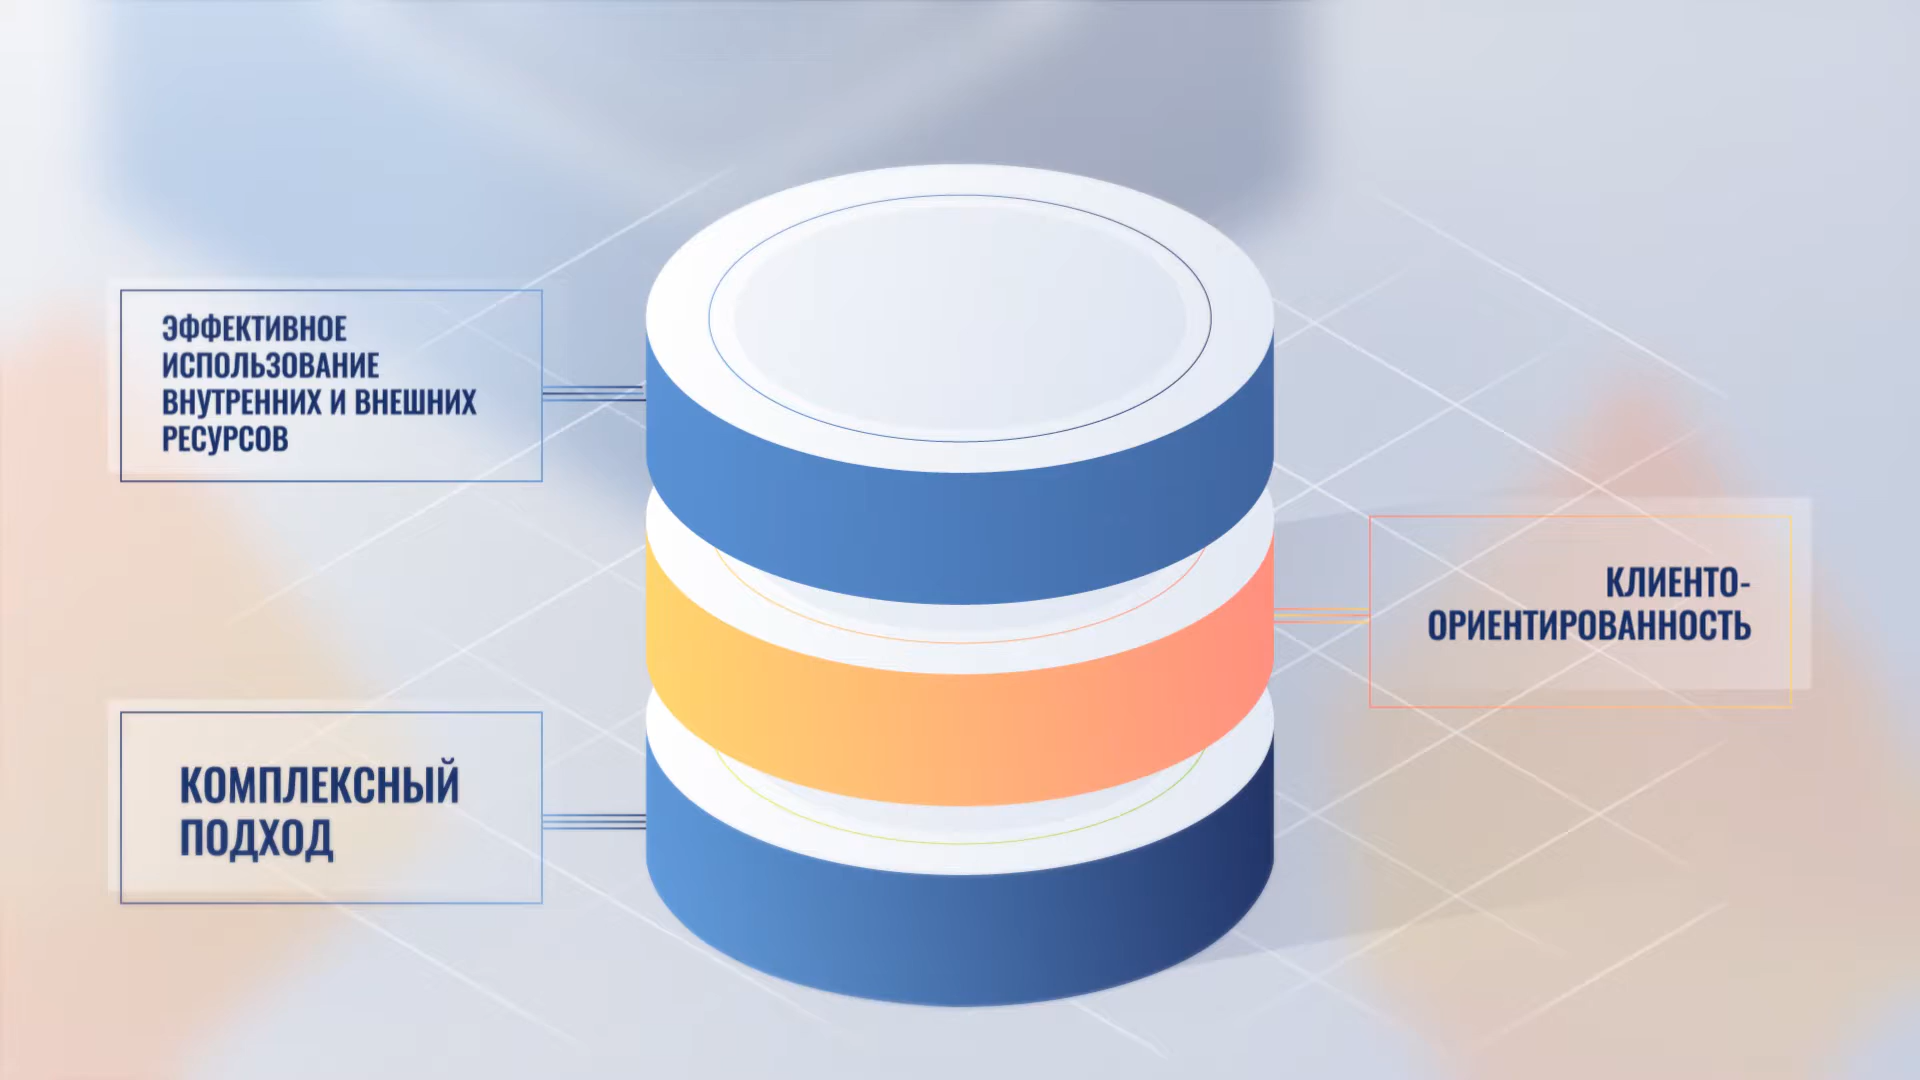 ЭФФЕКТИВНОЕ
ИСПОЛЬЗОВАНИЕ
ВНУТРЕННИХ И ВНЕШНИХ
РЕСУРСОВ
КЛИЕНТО-
ОРИЕНТИРОВАННОСТЬ
КОМПЛЕКСНЫЙ
ПОДХОД